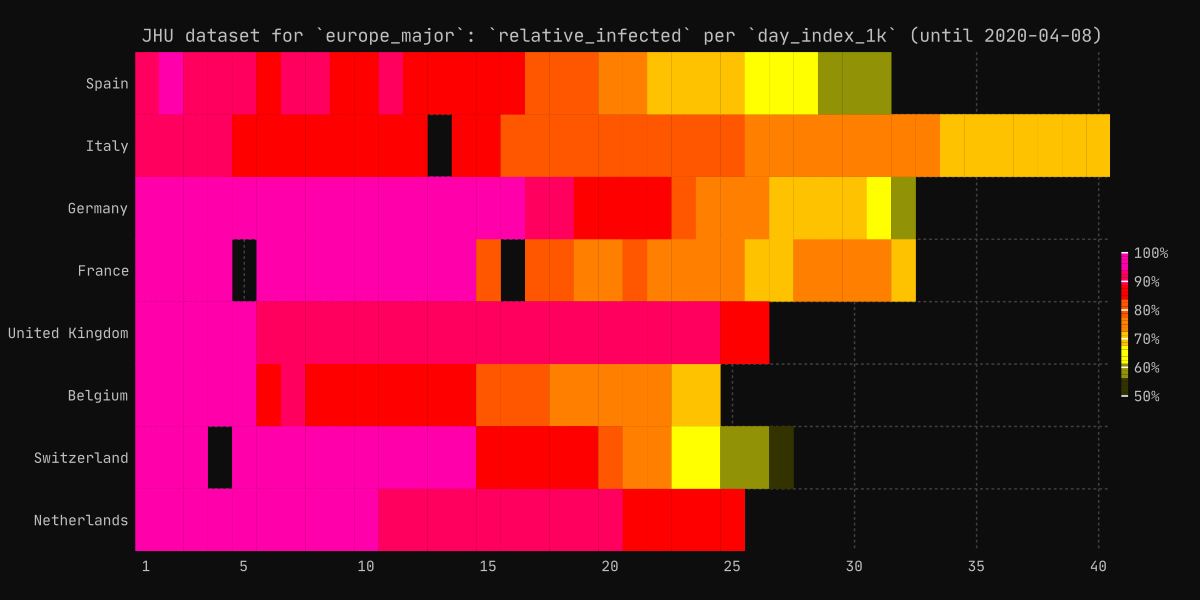 JHU dataset for `europe_major`: `relative_infected` per `day_index_1k` (until 2020-04-08)
Spain
Italy
Germany
France
United Kingdom
Belgium
Switzerland
Netherlands
100%
90%
80%
70%
60%
50%
1 5 10 15 20 25 30 35 40